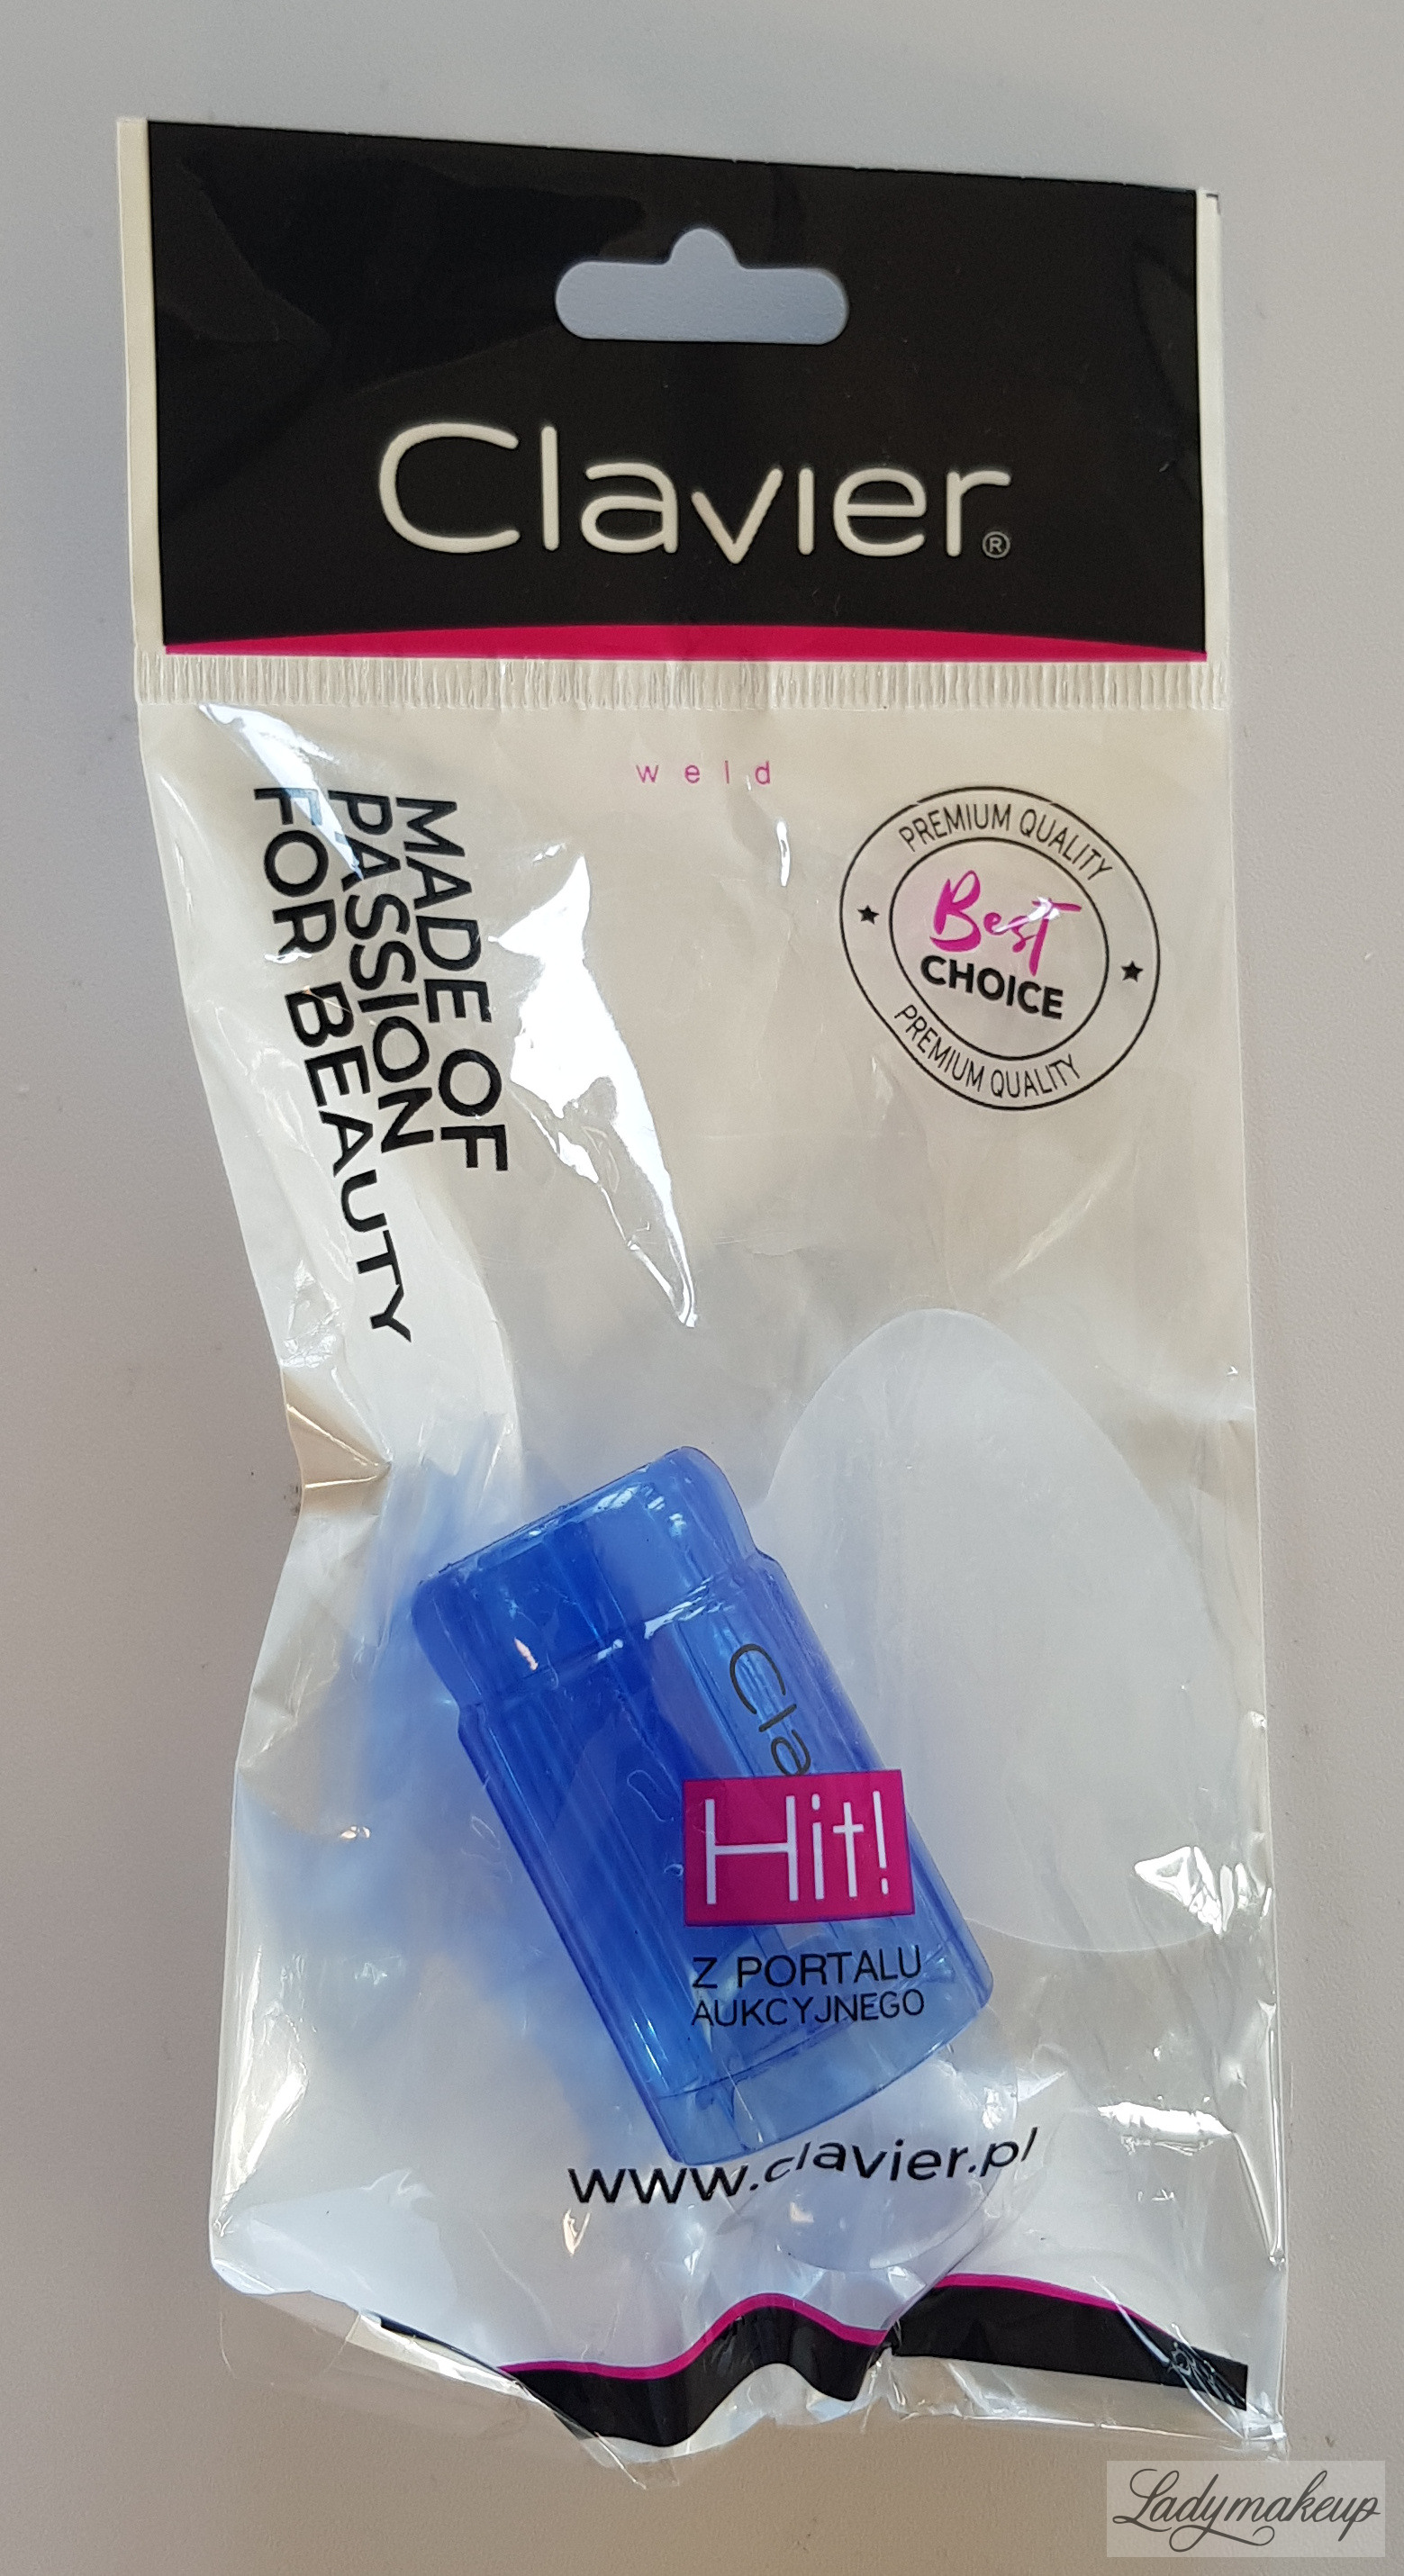 Clavier®
weld
MADE OF
PASSION
FOR BEAUTY
PREMIUM QUALITY
Best
CHOICE
PREMIUM QUALITY
Cla
Hit!
Z PORTALU
AUKCYJNEGO
www.clavier.pl
Ladymakeup